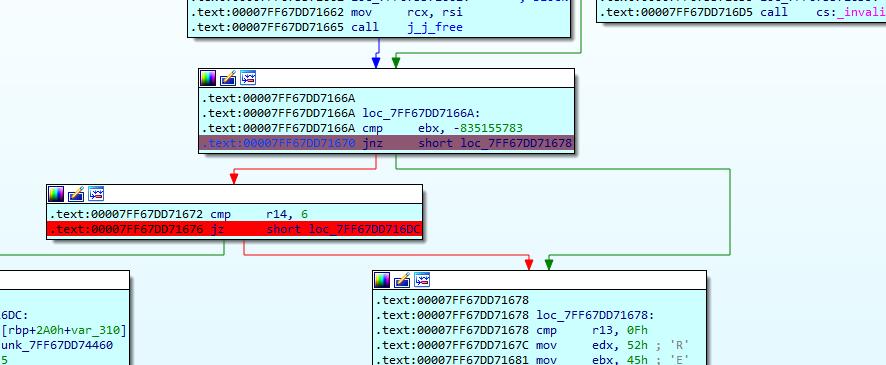 .text:00007FF67DD71662 mov rcx, rsi
.text:00007FF67DD71665 call j_j_free
.text:00007FF67DD716D5 call cs:_invali
.text:00007FF67DD7166A
.text:00007FF67DD7166A loc_7FF67DD7166A:
.text:00007FF67DD7166A cmp ebx, -835155783
.text:00007FF67DD71670 jnz short loc_7FF67DD71678
.text:00007FF67DD71672 cmp r14, 6
.text:00007FF67DD71676 jz short loc_7FF67DD716DC
.text:00007FF67DD71678
.text:00007FF67DD71678 loc_7FF67DD71678:
.text:00007FF67DD71678 cmp r13, 0Fh
.text:00007FF67DD7167C mov edx, 52h ; 'R'
.text:00007FF67DD71681 mov ebx, 45h ; 'E'
6DC:
[rbp+2A0h+var_310]
unk_7FF67DD74460
5